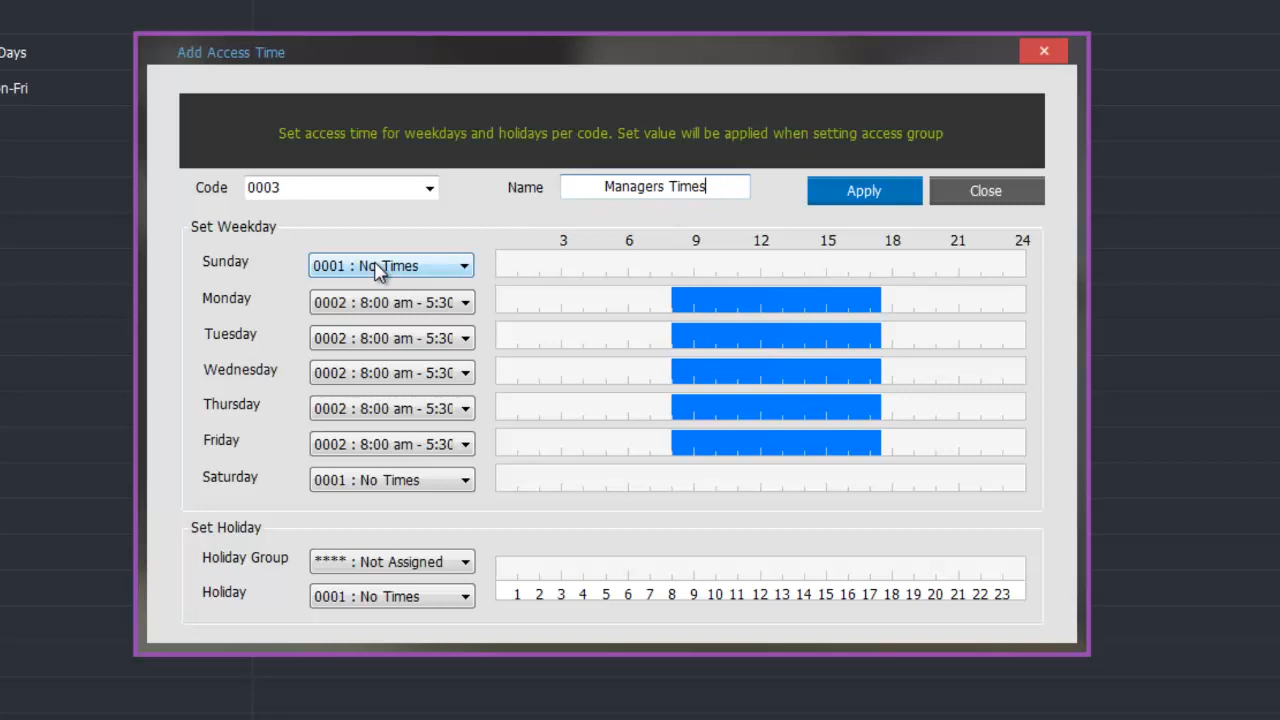 Days
n-Fri
Add Access Time
Set access time for weekdays and holidays per code. Set value will be applied when setting access group
Code 0003 Name Managers Times Apply Close
Set Weekday
3 6 9 12 15 18 21 24
Sunday 0001 : No Times
Monday 0002 : 8:00 am - 5:30
Tuesday 0002 : 8:00 am - 5:30
Wednesday 0002 : 8:00 am - 5:30
Thursday 0002 : 8:00 am - 5:30
Friday 0002 : 8:00 am - 5:30
Saturday 0001 : No Times
Set Holiday
Holiday Group **** : Not Assigned
Holiday 0001 : No Times 1 2 3 4 5 6 7 8 9 10 11 12 13 14 15 16 17 18 19 20 21 22 23